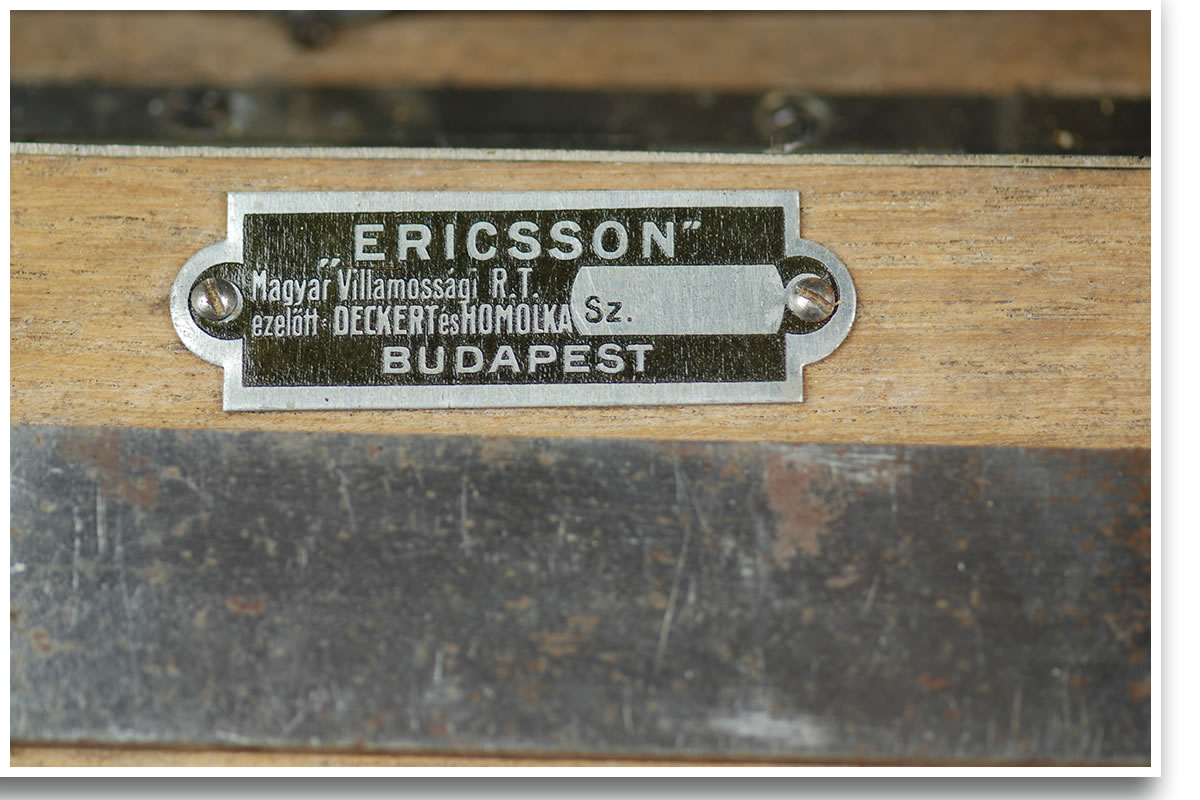 „ERICSSON”
Magyar Villamossági R.T.
ezelőtt: DECKERT és HOMOLKA
Sz.
BUDAPEST